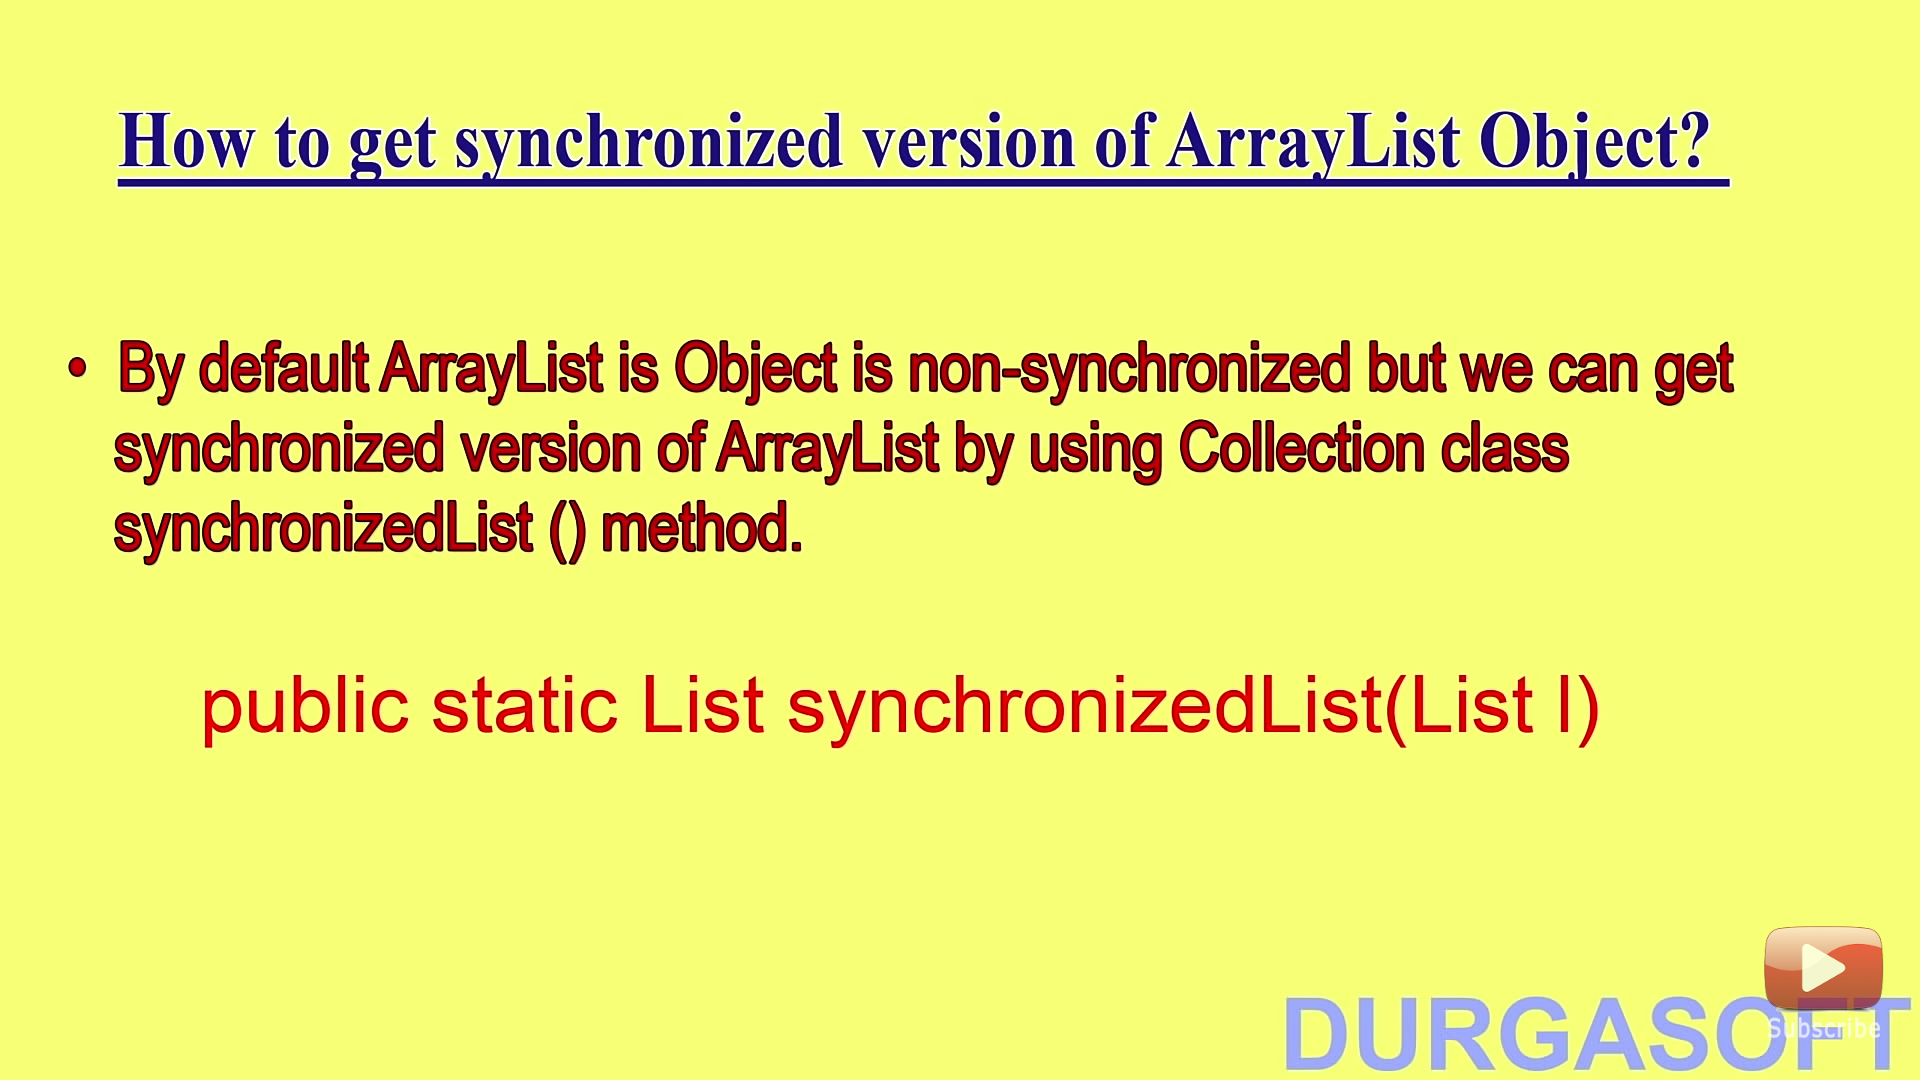 How to get synchronized version of ArrayList Object?
• By default ArrayList is Object is non-synchronized but we can get
synchronized version of ArrayList by using Collection class
synchronizedList () method.
public static List synchronizedList(List l)
Subscribe
DURGASOFT